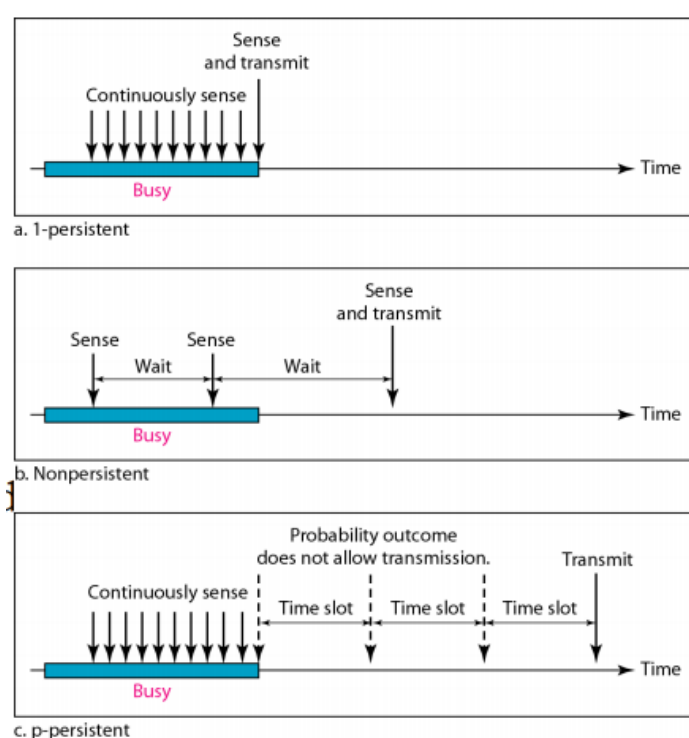 Sense
and transmit
Continuously sense
Time
Busy
a. 1-persistent
Sense
and transmit
Sense
Sense
Wait
Wait
Time
Busy
b. Nonpersistent
Probability outcome
does not allow transmission.
Transmit
Continuously sense
Time slot
Time slot
Time slot
Time
Busy
c. p-persistent